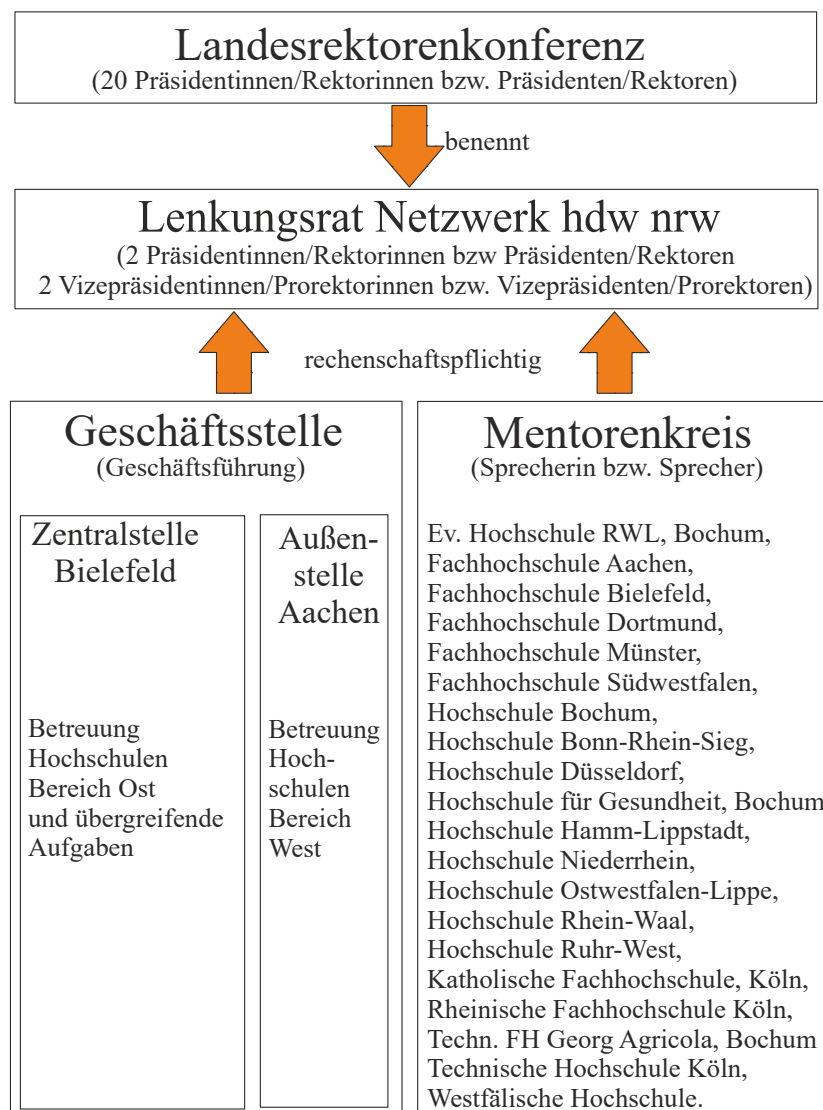 Landesrektorenkonferenz
(20 Präsidentinnen/Rektorinnen bzw. Präsidenten/Rektoren)
benennt
Lenkungsrat Netzwerk hdw nrw
(2 Präsidentinnen/Rektorinnen bzw Präsidenten/Rektoren
2 Vizepräsidentinnen/Prorektorinnen bzw. Vizepräsidenten/Prorektoren)
rechenschaftspflichtig
Geschäftsstelle
(Geschäftsführung)
Zentralstelle
Bielefeld
Betreuung
Hochschulen
Bereich Ost
und übergreifende
Aufgaben
Außen-
stelle
Aachen
Betreuung
Hoch-
schulen
Bereich
West
Mentorenkreis
(Sprecherin bzw. Sprecher)
Ev. Hochschule RWL, Bochum,
Fachhochschule Aachen,
Fachhochschule Bielefeld,
Fachhochschule Dortmund,
Fachhochschule Münster,
Fachhochschule Südwestfalen,
Hochschule Bochum,
Hochschule Bonn-Rhein-Sieg,
Hochschule Düsseldorf,
Hochschule für Gesundheit, Bochum
Hochschule Hamm-Lippstadt,
Hochschule Niederrhein,
Hochschule Ostwestfalen-Lippe,
Hochschule Rhein-Waal,
Hochschule Ruhr-West,
Katholische Fachhochschule, Köln,
Rheinische Fachhochschule Köln,
Techn. FH Georg Agricola, Bochum
Technische Hochschule Köln,
Westfälische Hochschule.